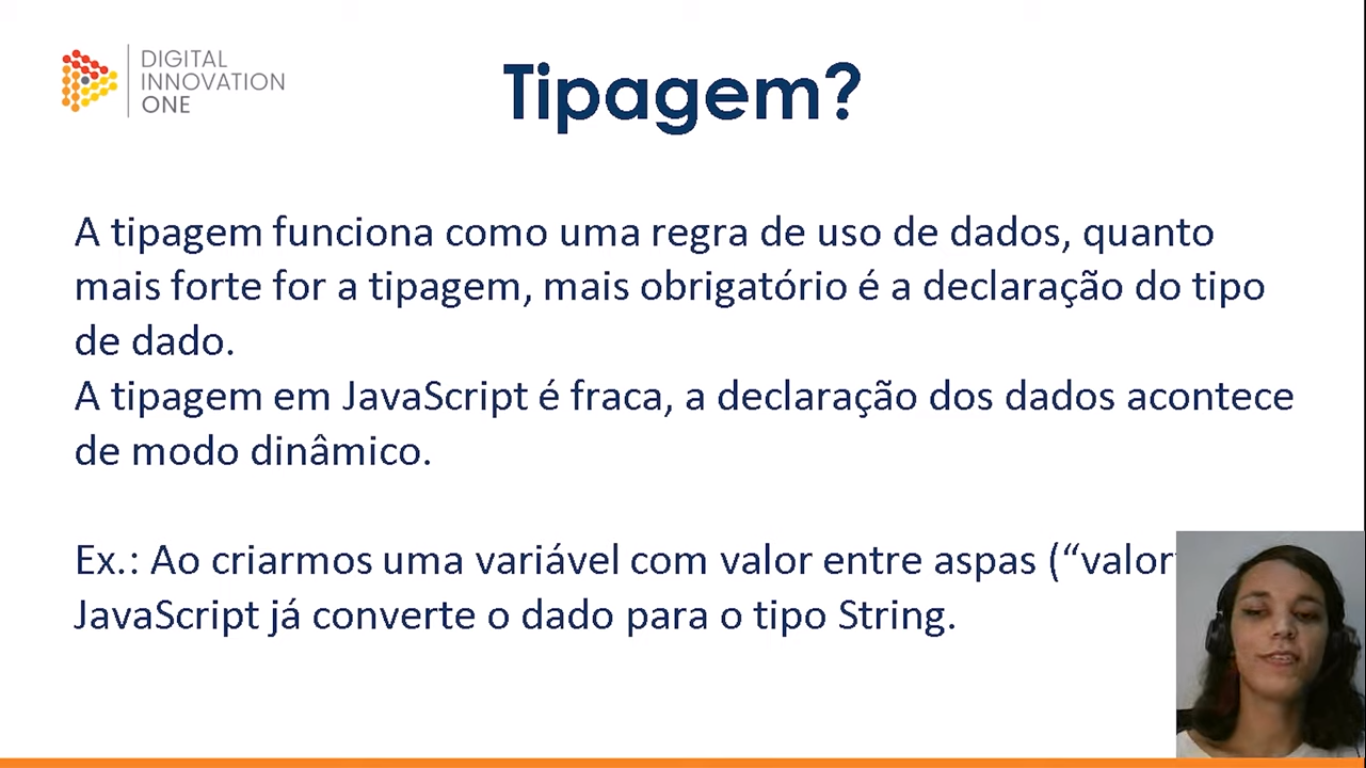 DIGITAL
INNOVATION
ONE
Tipagem?
A tipagem funciona como uma regra de uso de dados, quanto
mais forte for a tipagem, mais obrigatório é a declaração do tipo
de dado.
A tipagem em JavaScript é fraca, a declaração dos dados acontece
de modo dinâmico.
Ex.: Ao criarmos uma variável com valor entre aspas (“valor
JavaScript já converte o dado para o tipo String.